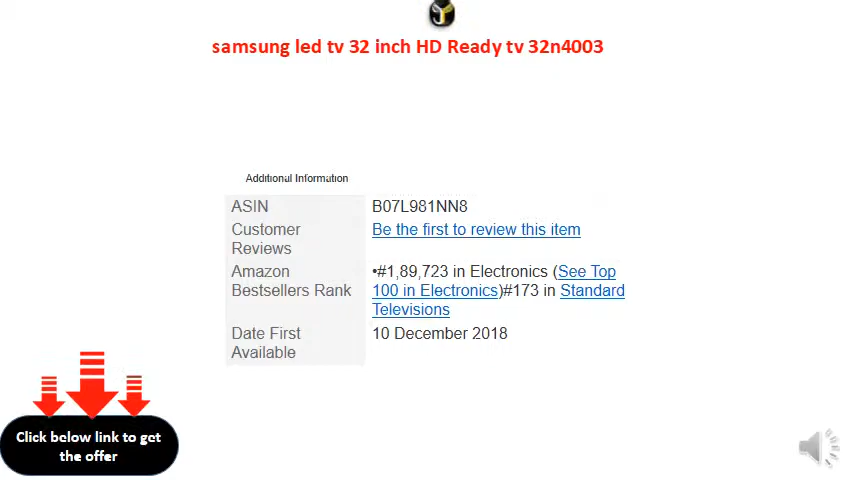 samsung led tv 32 inch HD Ready tv 32n4003
Additional Information
ASIN B07L981NN8
Customer Be the first to review this item
Reviews
Amazon •#1,89,723 in Electronics (See Top
Bestsellers Rank 100 in Electronics)#173 in Standard
Televisions
Date First 10 December 2018
Available
Click below link to get
the offer